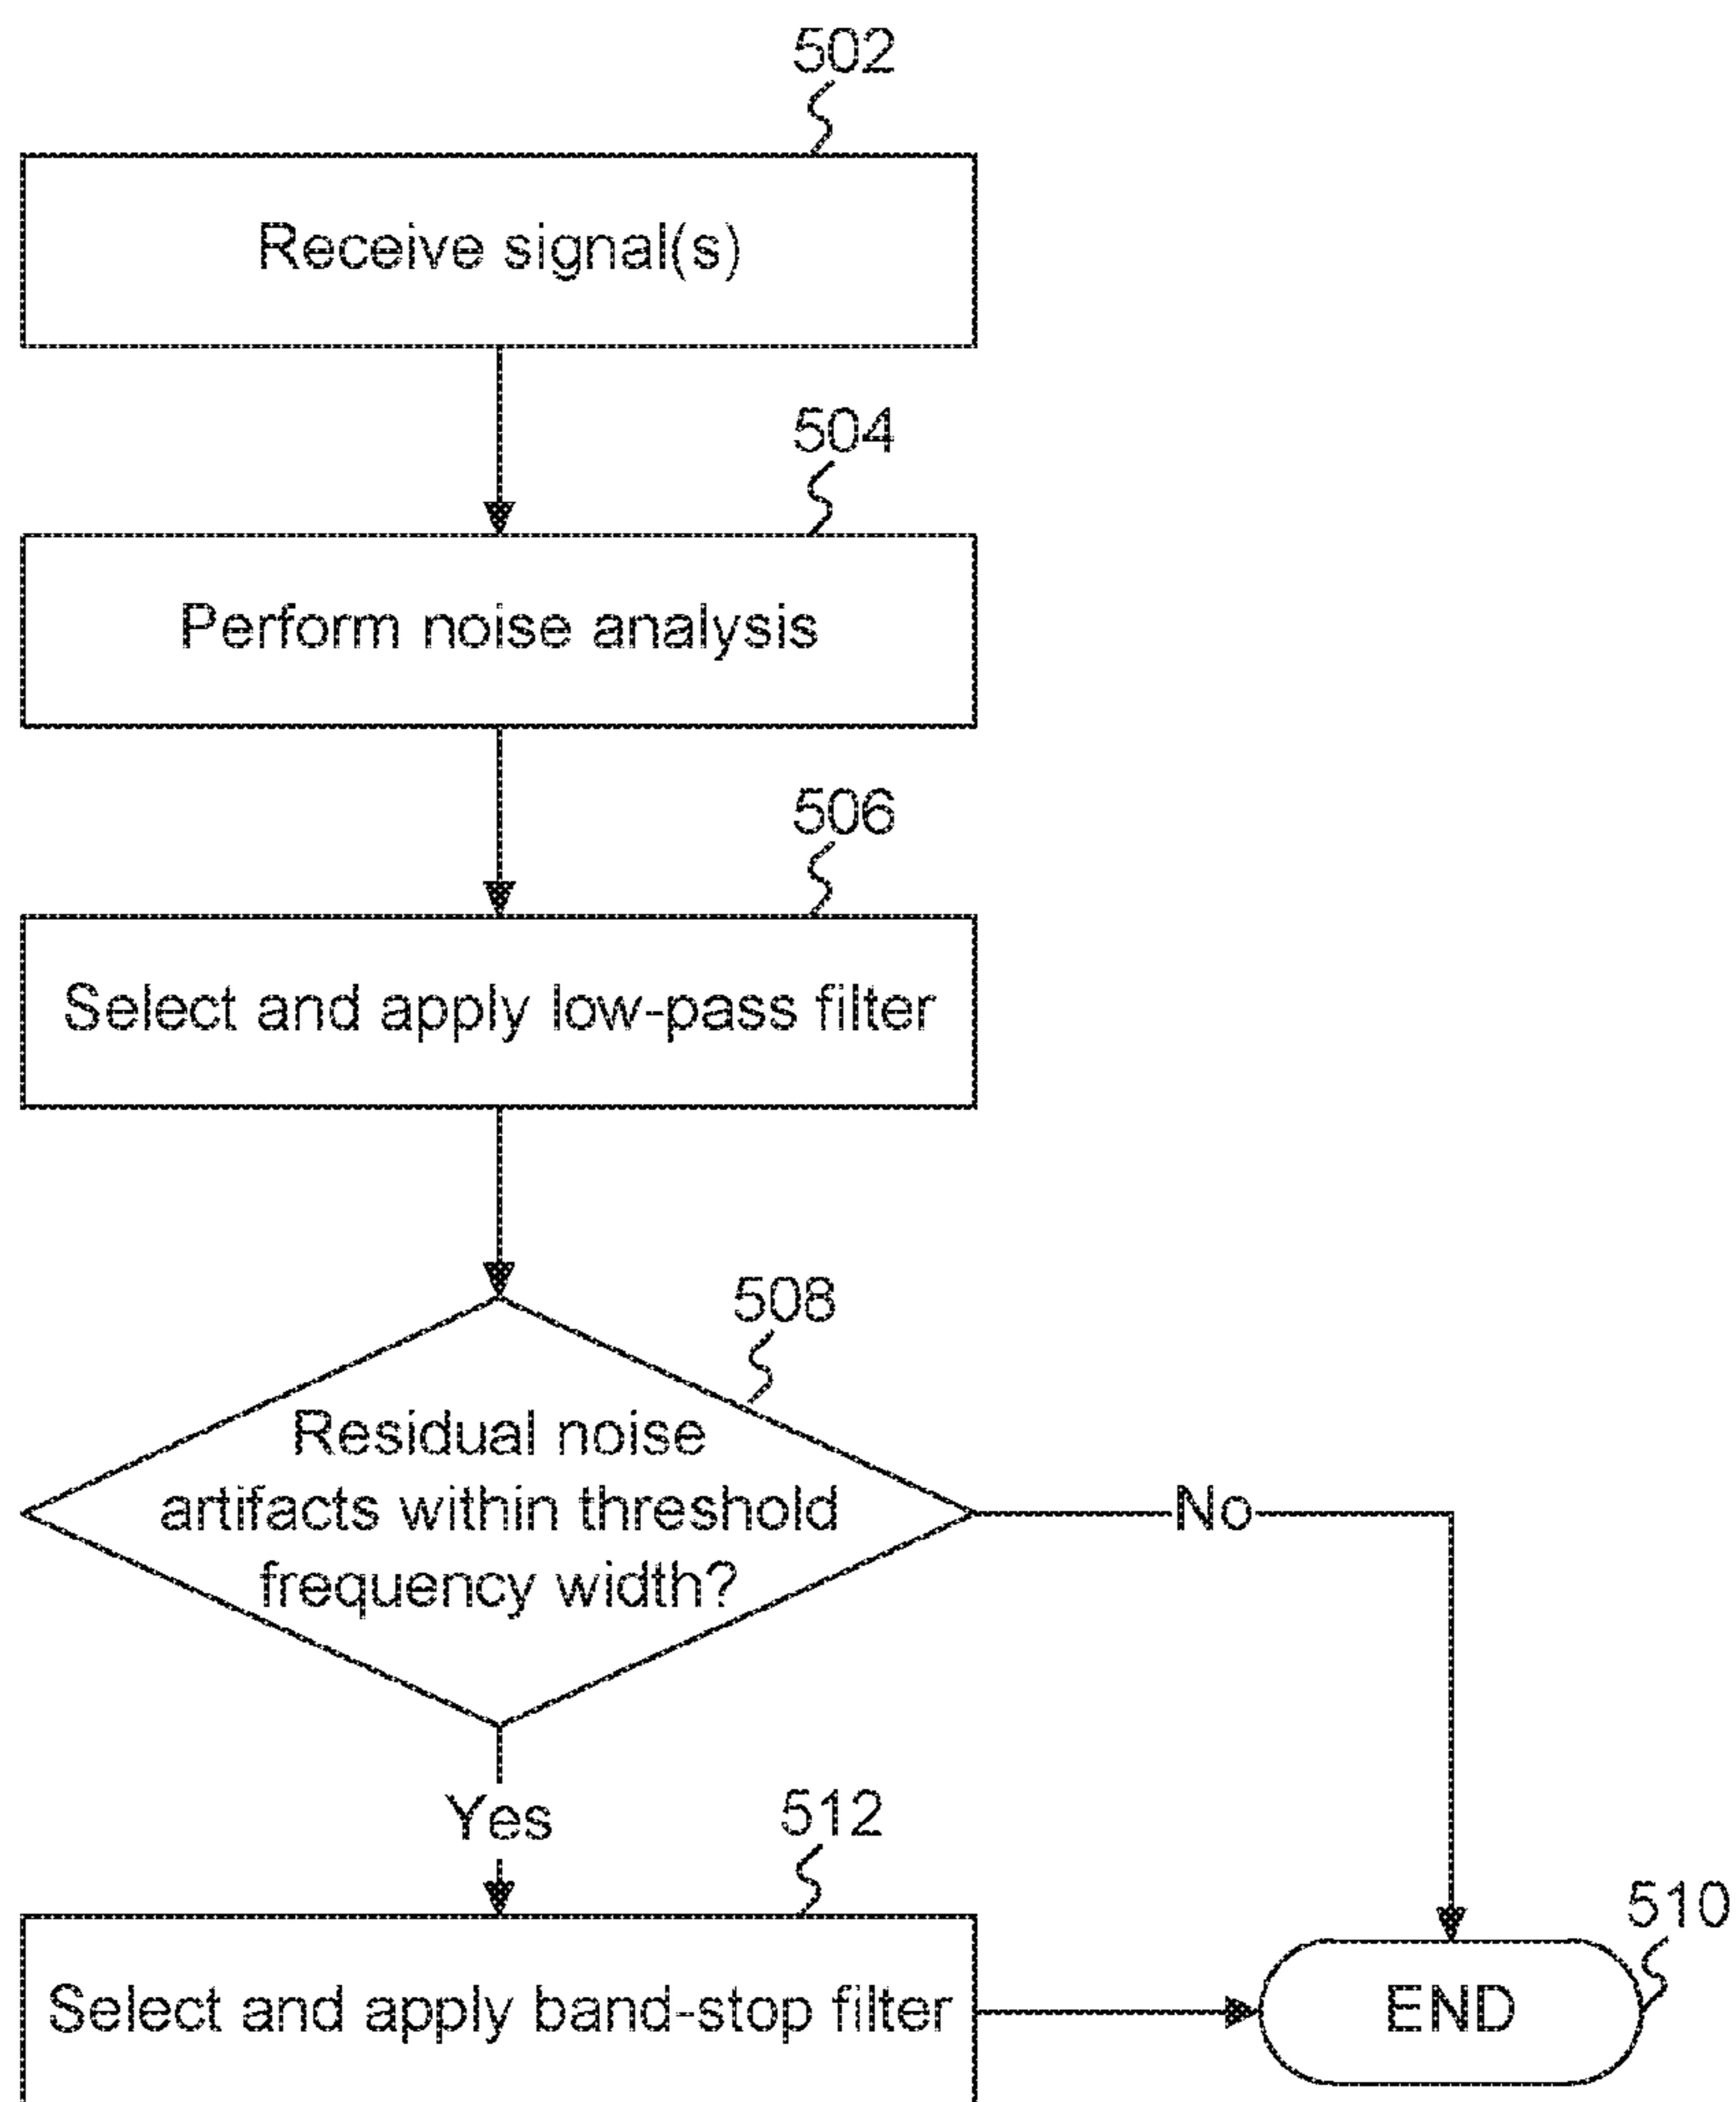 502
Receive signal(s)
504
Perform noise analysis
506
Select and apply low-pass filter
508
Residual noise
artifacts within threshold
frequency width?
No
Yes
512
510
Select and apply band-stop filter
END